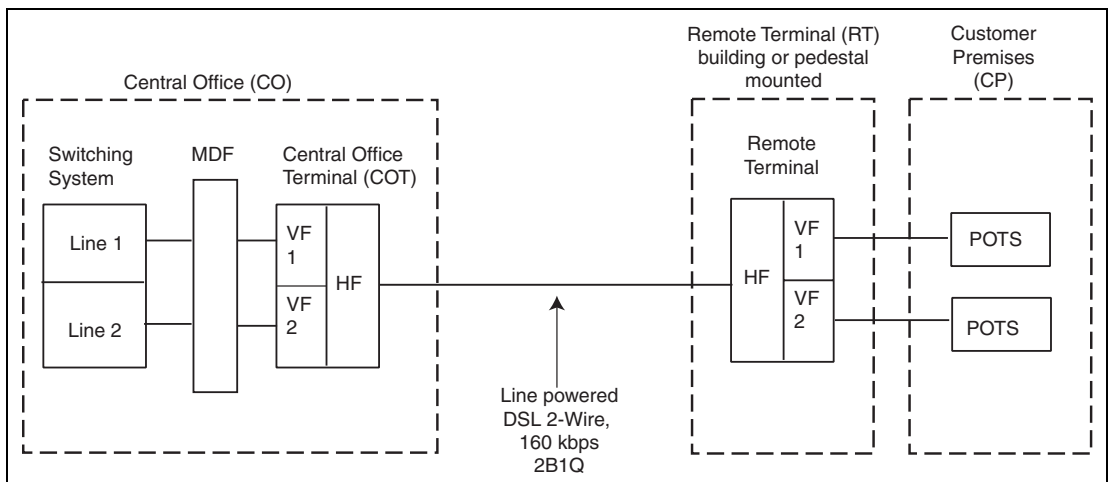 Central Office (CO)
Switching
System
MDF
Central Office
Terminal (COT)
Line 1
Line 2
VF
1
VF
2
HF
Line powered
DSL 2-Wire,
160 kbps
2B1Q
Remote Terminal (RT)
building or pedestal
mounted
Remote
Terminal
HF
VF
1
VF
2
Customer
Premises
(CP)
POTS
POTS